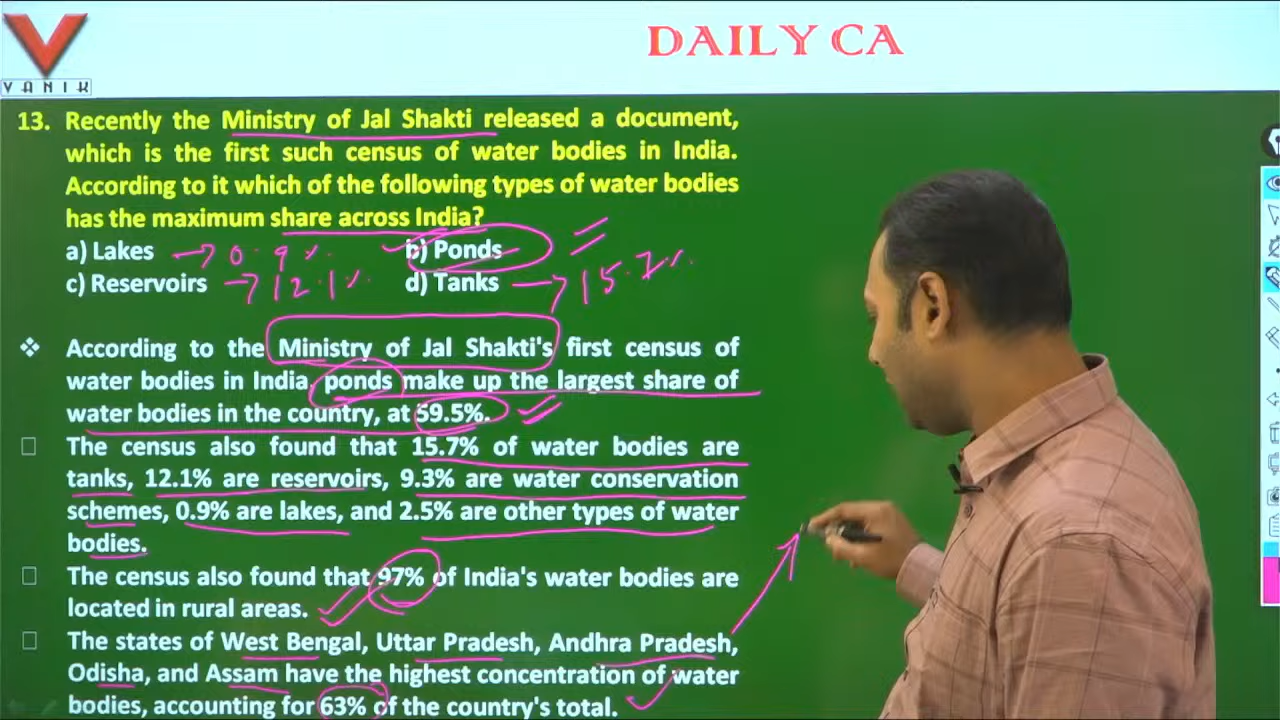 VANIK
DAILY CA
13. Recently the Ministry of Jal Shakti released a document,
which is the first such census of water bodies in India.
According to it which of the following types of water bodies
has the maximum share across India?
a) Lakes → 0.9%. b) Ponds
c) Reservoirs → 12.1%. d) Tanks → 15.7%.
❖ According to the Ministry of Jal Shakti's first census of
water bodies in India, ponds make up the largest share of
water bodies in the country, at 59.5%.
The census also found that 15.7% of water bodies are
tanks, 12.1% are reservoirs, 9.3% are water conservation
schemes, 0.9% are lakes, and 2.5% are other types of water
bodies.
The census also found that 97% of India's water bodies are
located in rural areas.
The states of West Bengal, Uttar Pradesh, Andhra Pradesh,
Odisha, and Assam have the highest concentration of water
bodies, accounting for 63% of the country's total.